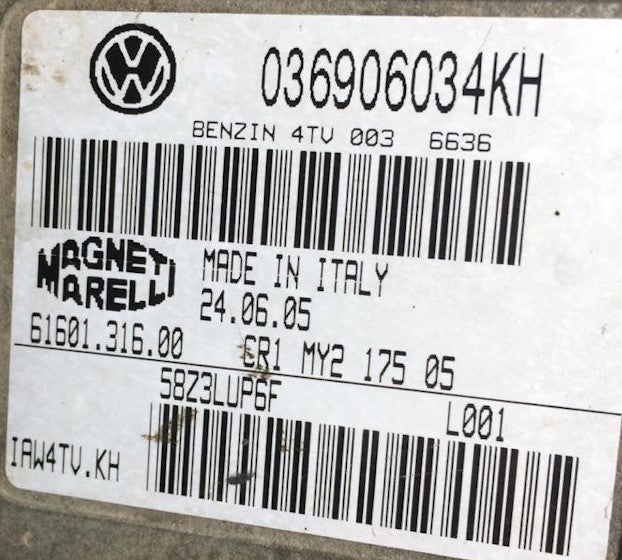 036906034KH
BENZIN 4TV 003 6636
MAGNETI
MARELLI
MADE IN ITALY
24.06.05
61601.316.00
CR1 MY2 175 05
58Z3LUP6F
L001
IAW4TV.KH